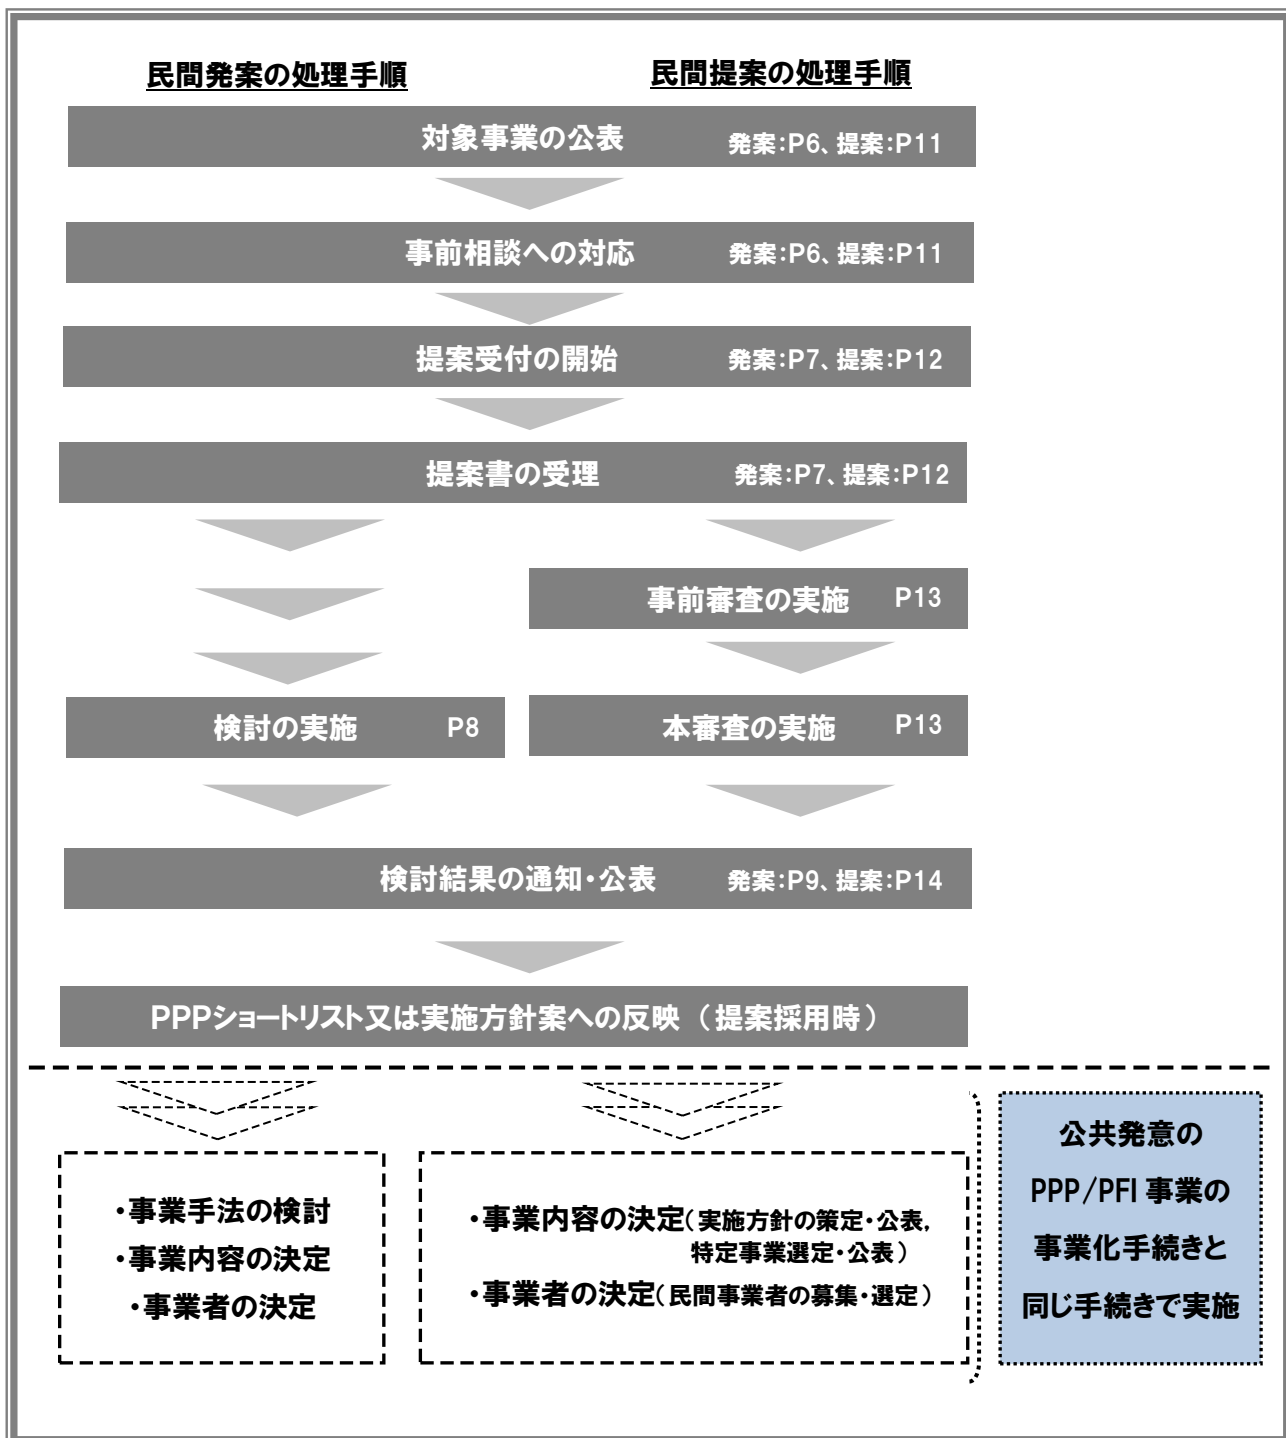 民間発案の処理手順
民間提案の処理手順
対象事業の公表 発案：P6、提案：P11
事前相談への対応 発案：P6、提案：P11
提案受付の開始 発案：P7、提案：P12
提案書の受理 発案：P7、提案：P12
事前審査の実施 P13
検討の実施 P8
本審査の実施 P13
検討結果の通知・公表 発案：P9、提案：P14
PPPショートリスト又は実施方針案への反映（提案採用時）
・事業手法の検討
・事業内容の決定
・事業者の決定
・事業内容の決定（実施方針の策定・公表，
特定事業選定・公表）
・事業者の決定（民間事業者の募集・選定）
公共発意の
PPP/PFI 事業の
事業化手続きと
同じ手続きで実施